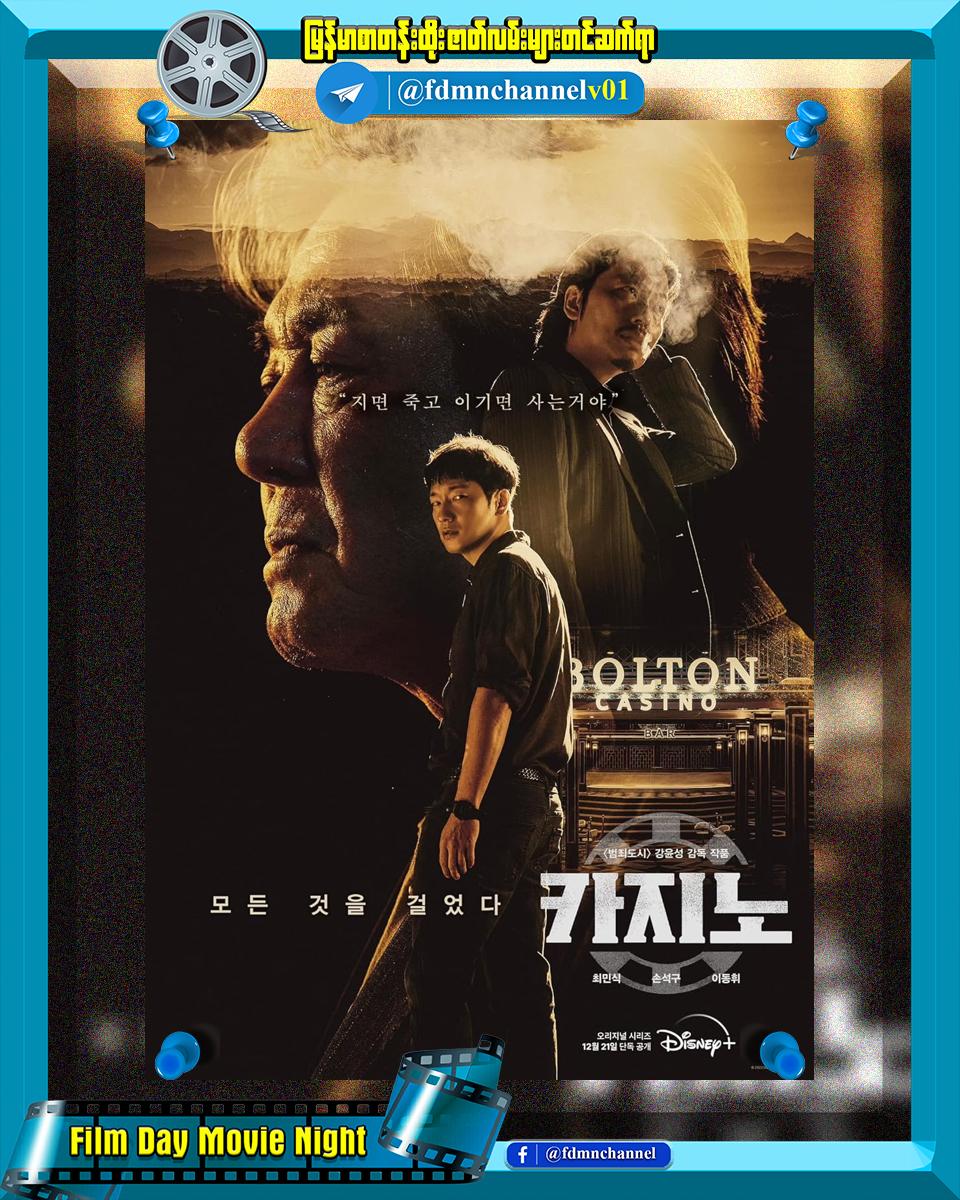 မြန်မာစာတန်းထိုးဇာတ်လမ်းများတင်ဆက်ရာ
@fdmnchannelv01
“지면 죽고 이기면 사는거야”
BOLTON
CASINO
BAR
<범죄도시> 강윤성 감독 작품
카지노
모든 것을 걸었다
최민식 손석구 이동휘
오리지널 시리즈
12월 21일 단독 공개
Disney+
Film Day Movie Night
@fdmnchannel